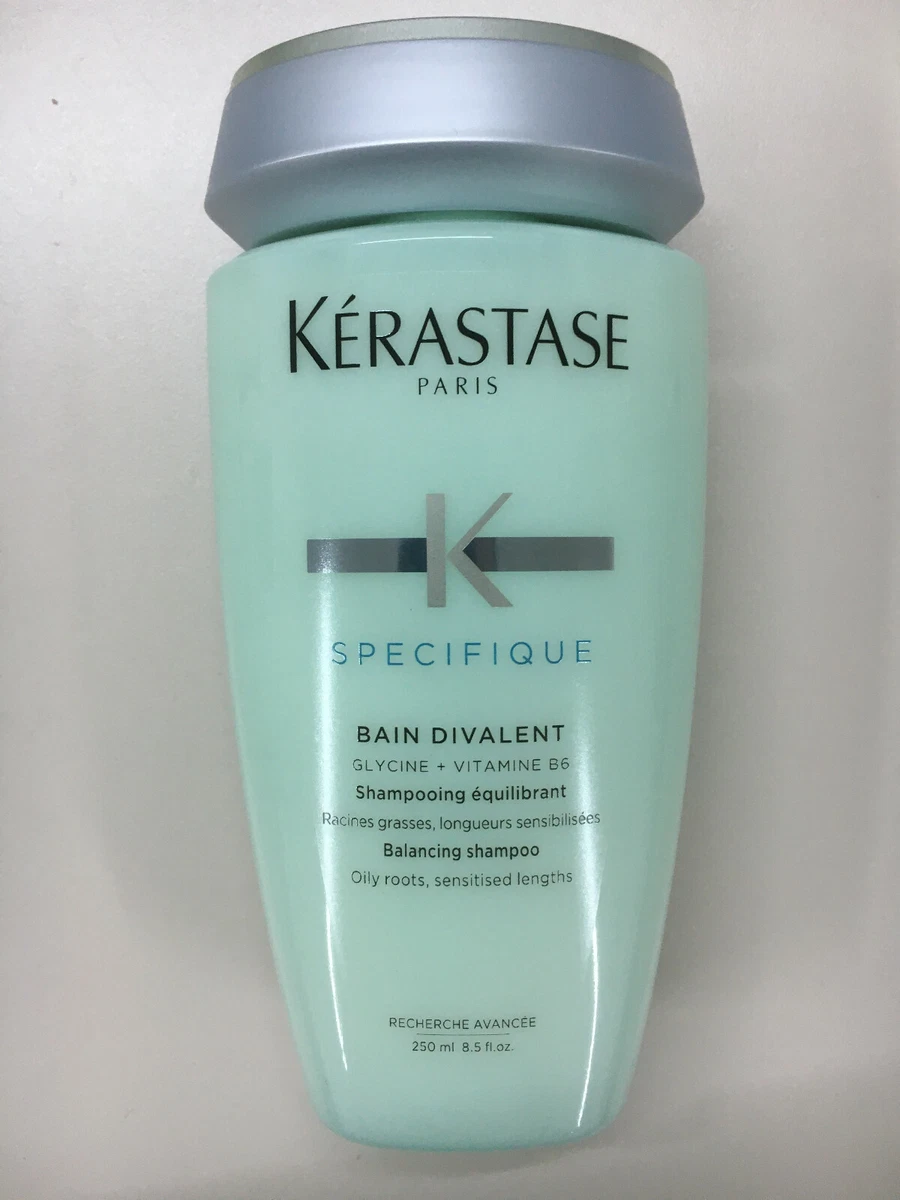 KÉRASTASE
PARIS
K
SPECIFIQUE
BAIN DIVALENT
GLYCINE + VITAMINE B6
Shampooing équilibrant
Racines grasses, longueurs sensibilisées
Balancing shampoo
Oily roots, sensitised lengths
RECHERCHE AVANCÉE
250 ml 8.5 fl.oz.